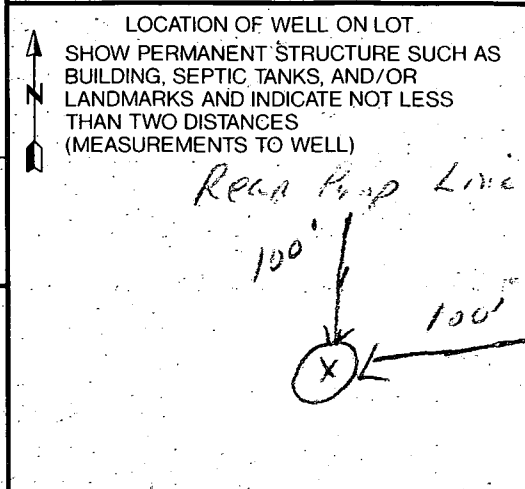 LOCATION OF WELL ON LOT
SHOW PERMANENT STRUCTURE SUCH AS
BUILDING, SEPTIC TANKS, AND/OR
N LANDMARKS AND INDICATE NOT LESS
THAN TWO DISTANCES
(MEASUREMENTS TO WELL)
Rear Prop Line
100'
100'
X